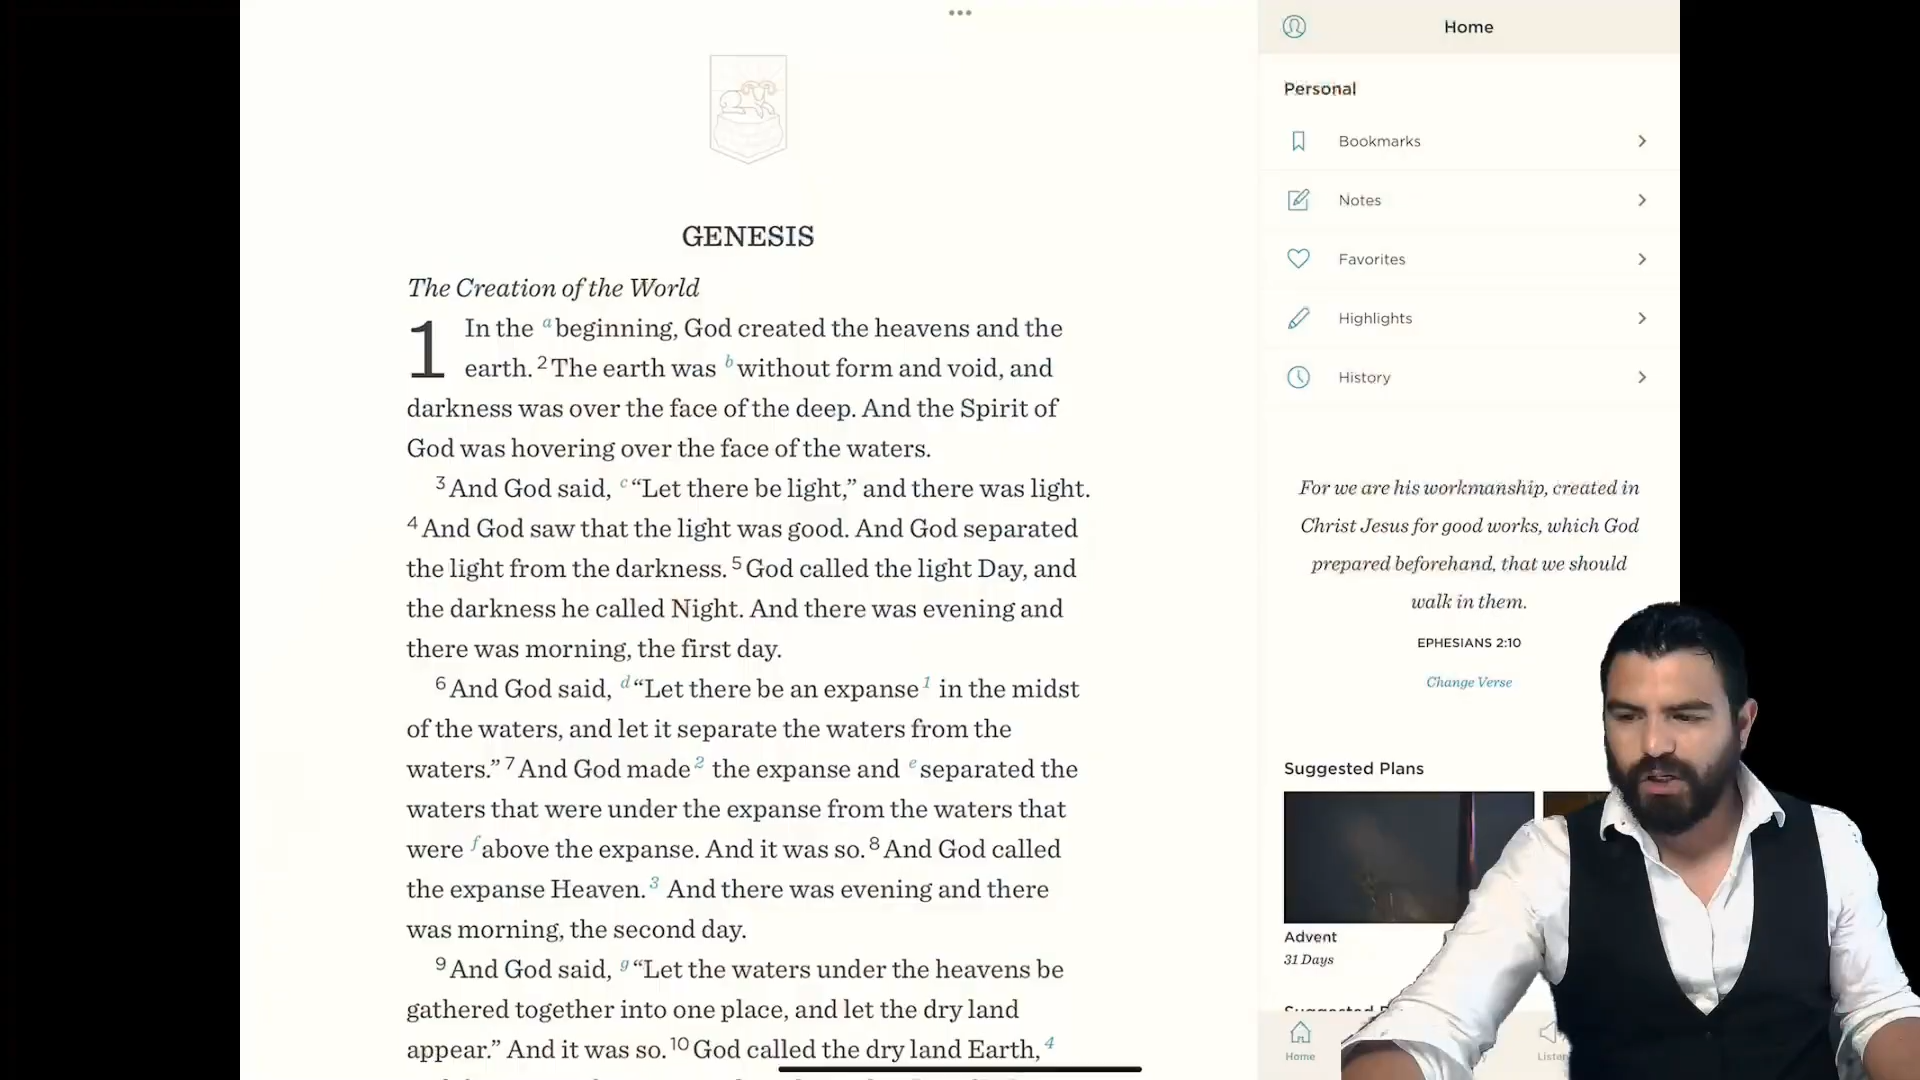 GENESIS
The Creation of the World
1 In the a beginning, God created the heavens and the
earth. 2 The earth was b without form and void, and
darkness was over the face of the deep. And the Spirit of
God was hovering over the face of the waters.
3 And God said, c “Let there be light,” and there was light.
4 And God saw that the light was good. And God separated
the light from the darkness. 5 God called the light Day, and
the darkness he called Night. And there was evening and
there was morning, the first day.
6 And God said, d “Let there be an expanse 1 in the midst
of the waters, and let it separate the waters from the
waters.” 7 And God made 2 the expanse and e separated the
waters that were under the expanse from the waters that
were f above the expanse. And it was so. 8 And God called
the expanse Heaven. 3 And there was evening and there
was morning, the second day.
9 And God said, g “Let the waters under the heavens be
gathered together into one place, and let the dry land
appear.” And it was so. 10 God called the dry land Earth, 4
Home
Personal
Bookmarks
Notes
Favorites
Highlights
History
For we are his workmanship, created in
Christ Jesus for good works, which God
prepared beforehand, that we should
walk in them.
EPHESIANS 2:10
Change Verse
Suggested Plans
Advent
31 Days
Suggested
Home
Listen